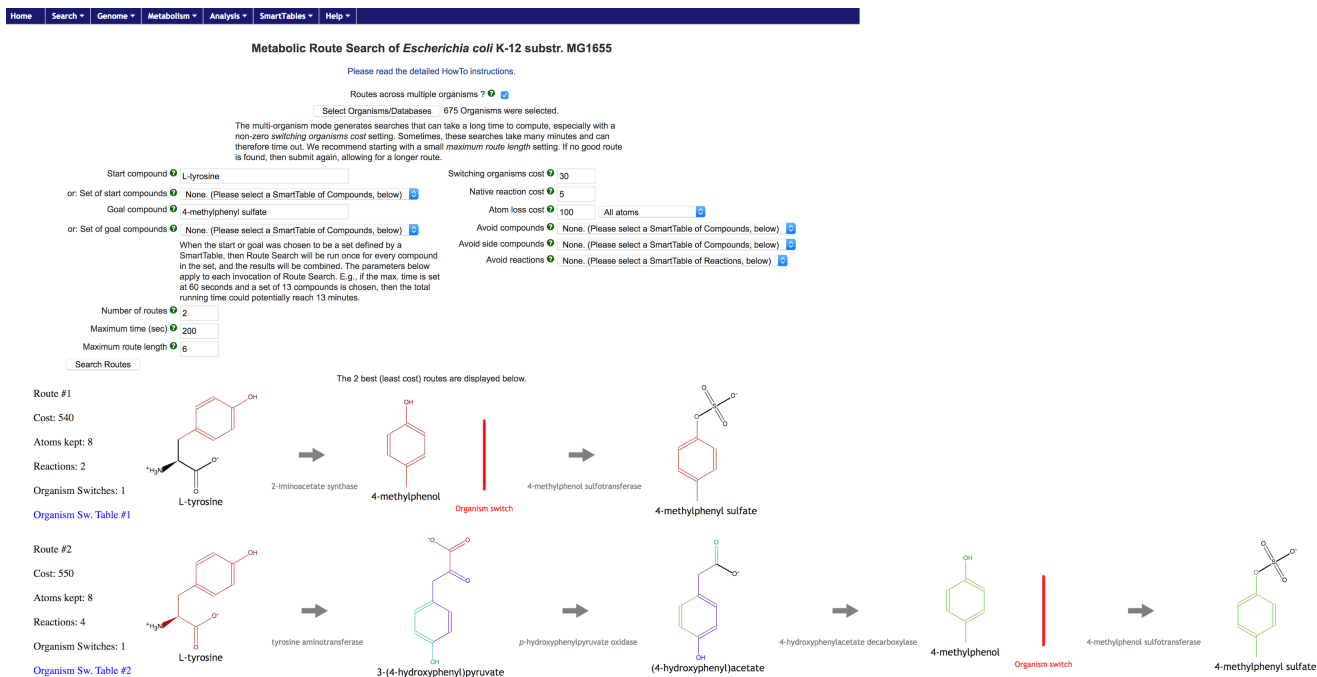 Home Search ▾ Genome ▾ Metabolism ▾ Analysis ▾ SmartTables ▾ Help ▾
Metabolic Route Search of Escherichia coli K-12 substr. MG1655
Please read the detailed HowTo instructions.
Routes across multiple organisms ?
Select Organisms/Databases 675 Organisms were selected.
The multi-organism mode generates searches that can take a long time to compute, especially with a
non-zero switching organisms cost setting. Sometimes, these searches take many minutes and can
therefore time out. We recommend starting with a small maximum route length setting. If no good route
is found, then submit again, allowing for a longer route.
Start compound ? L-tyrosine
or: Set of start compounds ? None. (Please select a SmartTable of Compounds, below)
Goal compound ? 4-methylphenyl sulfate
or: Set of goal compounds ? None. (Please select a SmartTable of Compounds, below)
When the start or goal was chosen to be a set defined by a
SmartTable, then Route Search will be run once for every compound
in the set, and the results will be combined. The parameters below
apply to each invocation of Route Search. E.g., if the max. time is set
at 60 seconds and a set of 13 compounds is chosen, then the total
running time could potentially reach 13 minutes.
Number of routes ? 2
Maximum time (sec) ? 200
Maximum route length ? 6
Search Routes
Switching organisms cost ? 30
Native reaction cost ? 5
Atom loss cost ? 100 All atoms
Avoid compounds ? None. (Please select a SmartTable of Compounds, below)
Avoid side compounds ? None. (Please select a SmartTable of Compounds, below)
Avoid reactions ? None. (Please select a SmartTable of Reactions, below)
The 2 best (least cost) routes are displayed below.
Route #1
Cost: 540
Atoms kept: 8
Reactions: 2
Organism Switches: 1
Organism Sw. Table #1
OH
+H3N
O-
O
L-tyrosine
2-iminoacetate synthase
OH
4-methylphenol
Organism switch
4-methylphenol sulfotransferase
O
O-
S
O
O
4-methylphenyl sulfate
Route #2
Cost: 550
Atoms kept: 8
Reactions: 4
Organism Switches: 1
Organism Sw. Table #2
OH
+H3N
O-
O
L-tyrosine
tyrosine aminotransferase
-O
O
O
OH
3-(4-hydroxyphenyl)pyruvate
p-hydroxyphenylpyruvate oxidase
O
O-
OH
(4-hydroxyphenyl)acetate
4-hydroxyphenylacetate decarboxylase
OH
4-methylphenol
Organism switch
4-methylphenol sulfotransferase
O
O-
S
O
O
4-methylphenyl sulfate